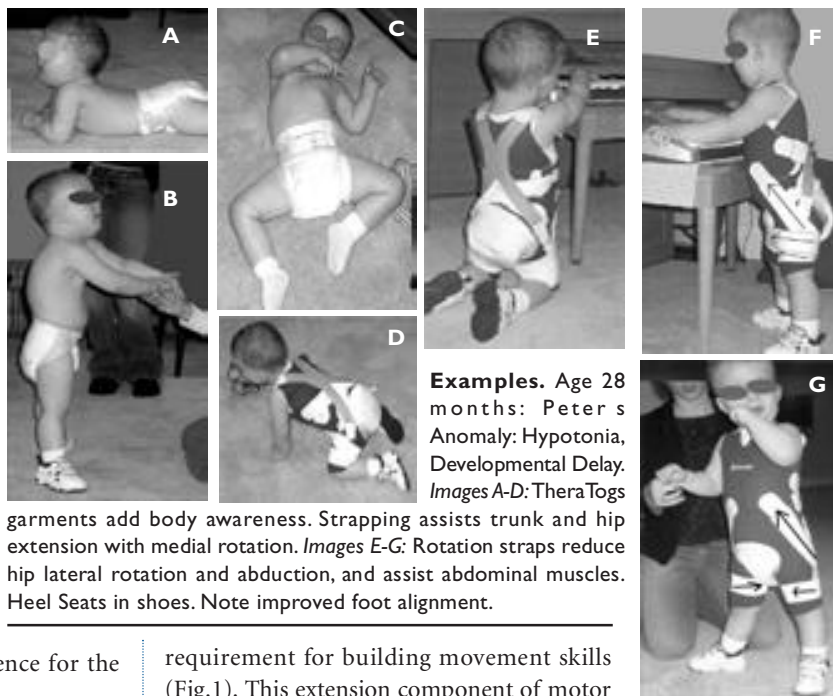 A
B
C
D
E
F
G
Examples. Age 28
months: Peter s
Anomaly: Hypotonia,
Developmental Delay.
Images A-D: TheraTogs
garments add body awareness. Strapping assists trunk and hip
extension with medial rotation. Images E-G: Rotation straps reduce
hip lateral rotation and abduction, and assist abdominal muscles.
Heel Seats in shoes. Note improved foot alignment.
ence for the
requirement for building movement skills
(Fig.1). This extension component of motor